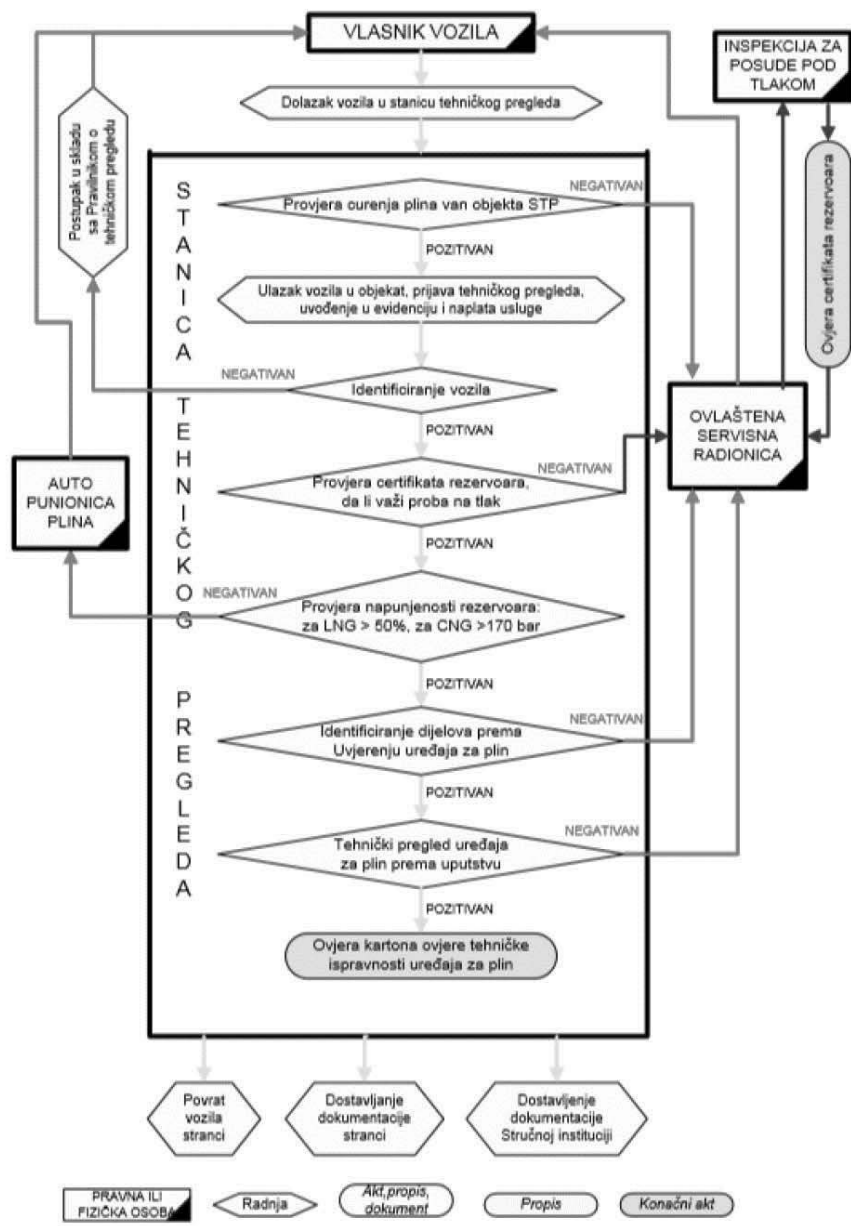 VLASNIK VOZILA
INSPEKCIJA ZA
POSUDE POD
TLAKOM
Dolazak vozila u stanicu tehničkog pregleda
Postupak u skladu
sa Pravilnikom o
tehničkom pregledu
STANICA TEHNIČKOG PREGLEDA
NEGATIVAN
Provjera curenja plina van objekta STP
POZITIVAN
Ovjera certifikata rezervoara
Ulazak vozila u objekat, prijava tehničkog pregleda,
uvođenje u evidenciju i naplata usluge
NEGATIVAN
Identificiranje vozila
POZITIVAN
OVLAŠTENA
SERVISNA
RADIONICA
AUTO
PUNIONICA
PLINA
NEGATIVAN
Provjera certifikata rezervoara,
da li važi proba na tlak
POZITIVAN
NEGATIVAN
Provjera napunjenosti rezervoara:
za LNG > 50%, za CNG >170 bar
POZITIVAN
NEGATIVAN
Identificiranje dijelova prema
Uvjerenju uređaja za plin
POZITIVAN
NEGATIVAN
Tehnički pregled uređaja
za plin prema uputstvu
POZITIVAN
Ovjera kartona ovjere tehničke
ispravnosti uređaja za plin
Povrat
vozila
stranci
Dostavljanje
dokumentacije
stranci
Dostavljenje
dokumentacije
Stručnoj instituciji
PRAVNA ILI
FIZIČKA OSOBA
Radnja
Akt,propis,
dokument
Propis
Konačni akt